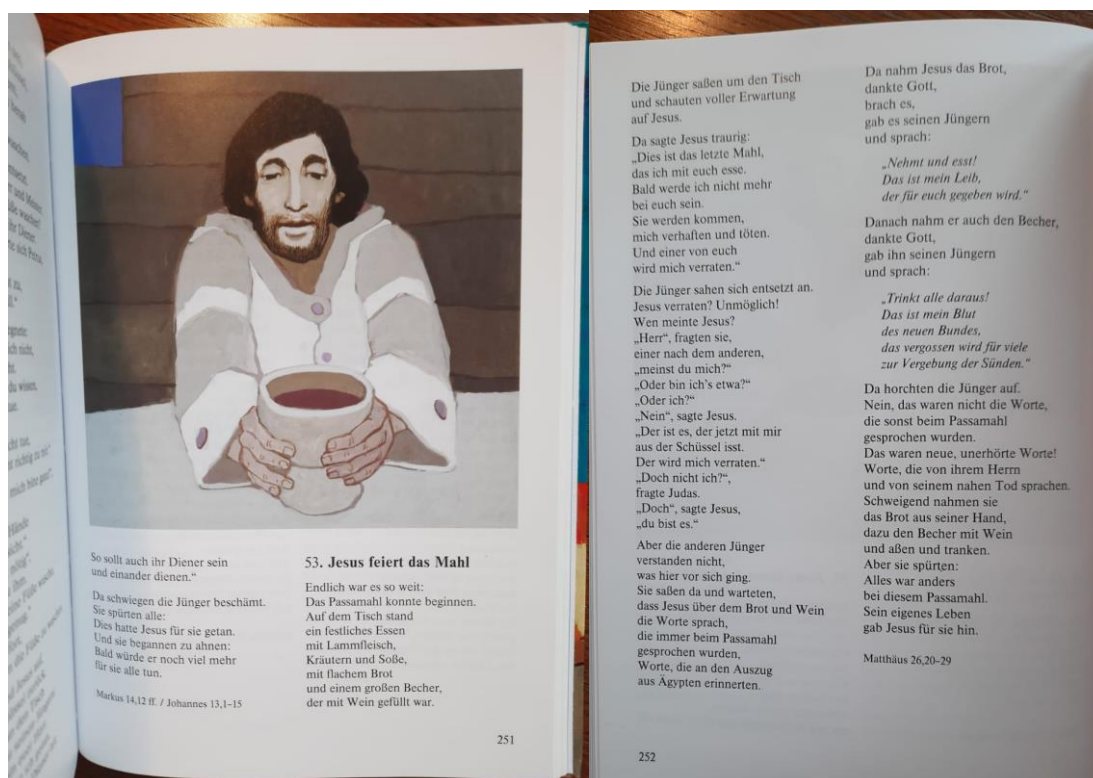 So sollt auch ihr Diener sein
und einander dienen.“
Da schwiegen die Jünger beschämt.
Sie spürten alle:
Dies hatte Jesus für sie getan.
Und sie begannen zu ahnen:
Bald würde er noch viel mehr
für sie alle tun.
Markus 14,12 ff. / Johannes 13,1–15
53. Jesus feiert das Mahl
Endlich war es so weit:
Das Passamahl konnte beginnen.
Auf dem Tisch stand
ein festliches Essen
mit Lammfleisch,
Kräutern und Soße,
mit flachem Brot
und einem großen Becher,
der mit Wein gefüllt war.
251
Die Jünger saßen um den Tisch
und schauten voller Erwartung
auf Jesus.
Da sagte Jesus traurig:
„Dies ist das letzte Mahl,
das ich mit euch esse.
Bald werde ich nicht mehr
bei euch sein.
Sie werden kommen,
mich verhaften und töten.
Und einer von euch
wird mich verraten.“
Die Jünger sahen sich entsetzt an.
Jesus verraten? Unmöglich!
Wen meinte Jesus?
„Herr“, fragten sie,
einer nach dem anderen,
„meinst du mich?“
„Oder bin ich's etwa?“
„Oder ich?“
„Nein“, sagte Jesus.
„Der ist es, der jetzt mit mir
aus der Schüssel isst.
Der wird mich verraten.“
„Doch nicht ich?“,
fragte Judas.
„Doch“, sagte Jesus,
„du bist es.“
Aber die anderen Jünger
verstanden nicht,
was hier vor sich ging.
Sie saßen da und warteten,
dass Jesus über dem Brot und Wein
die Worte sprach,
die immer beim Passamahl
gesprochen wurden,
Worte, die an den Auszug
aus Ägypten erinnerten.
Da nahm Jesus das Brot,
dankte Gott,
brach es,
gab es seinen Jüngern
und sprach:
„Nehmt und esst!
Das ist mein Leib,
der für euch gegeben wird.“
Danach nahm er auch den Becher,
dankte Gott,
gab ihn seinen Jüngern
und sprach:
„Trinkt alle daraus!
Das ist mein Blut
des neuen Bundes,
das vergossen wird für viele
zur Vergebung der Sünden.“
Da horchten die Jünger auf.
Nein, das waren nicht die Worte,
die sonst beim Passamahl
gesprochen wurden.
Das waren neue, unerhörte Worte!
Worte, die von ihrem Herrn
und von seinem nahen Tod sprachen.
Schweigend nahmen sie
das Brot aus seiner Hand,
dazu den Becher mit Wein
und aßen und tranken.
Aber sie spürten:
Alles war anders
bei diesem Passamahl.
Sein eigenes Leben
gab Jesus für sie hin.
Matthäus 26,20–29
252